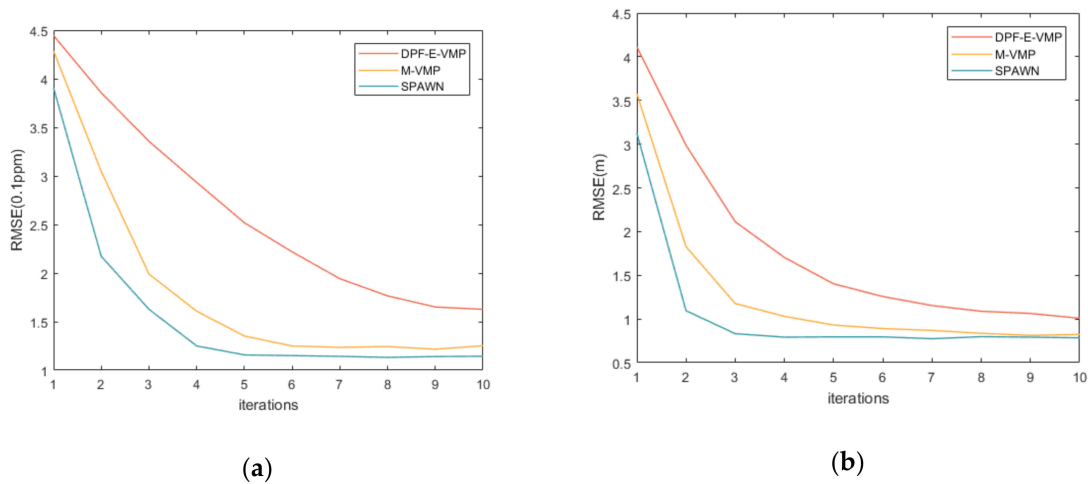 4.5
4
3.5
3
2.5
2
1.5
1
RMSE(0.1ppm)
DPF-E-VMP
M-VMP
SPAWN
1 2 3 4 5 6 7 8 9 10
iterations
(a)
4.5
4
3.5
3
2.5
2
1.5
1
0.5
RMSE(m)
DPF-E-VMP
M-VMP
SPAWN
1 2 3 4 5 6 7 8 9 10
iterations
(b)